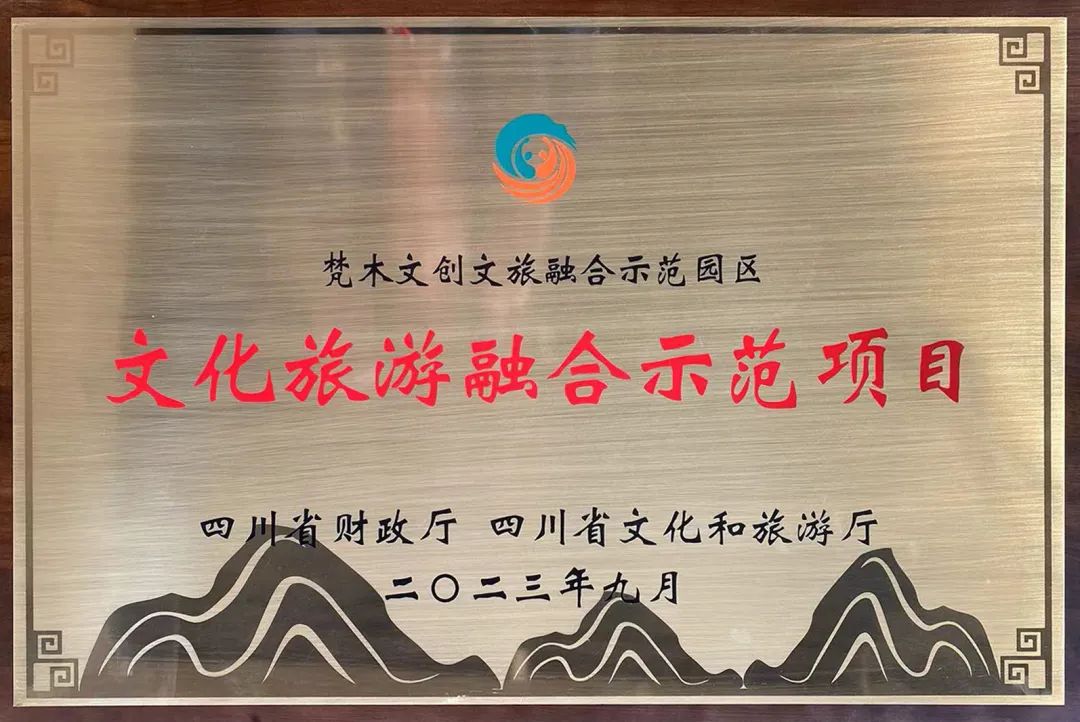 梵木文创文旅融合示范园区
文化旅游融合示范项目
四川省财政厅 四川省文化和旅游厅
二〇二三年九月